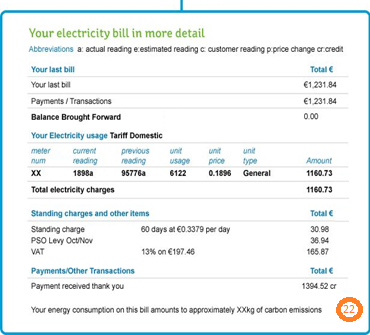 Your electricity bill in more detail
Abbreviations a: actual reading e:estimated reading c: customer reading p:price change cr:credit
Your last bill Total €
Your last bill €1,231.84
Payments / Transactions €1,231.84
Balance Brought Forward 0.00
Your Electricity usage Tariff Domestic
meter current previous unit unit unit
num reading reading usage price type Amount
XX 1898a 95776a 6122 0.1896 General 1160.73
Total electricity charges 1160.73
Standing charges and other items Total €
Standing charge 60 days at €0.3379 per day 30.98
PSO Levy Oct/Nov 36.94
VAT 13% on €197.46 165.87
Payments/Other Transactions Total €
Payment received thank you 1394.52 cr
Your energy consumption on this bill amounts to approximately XXkg of carbon emissions 22